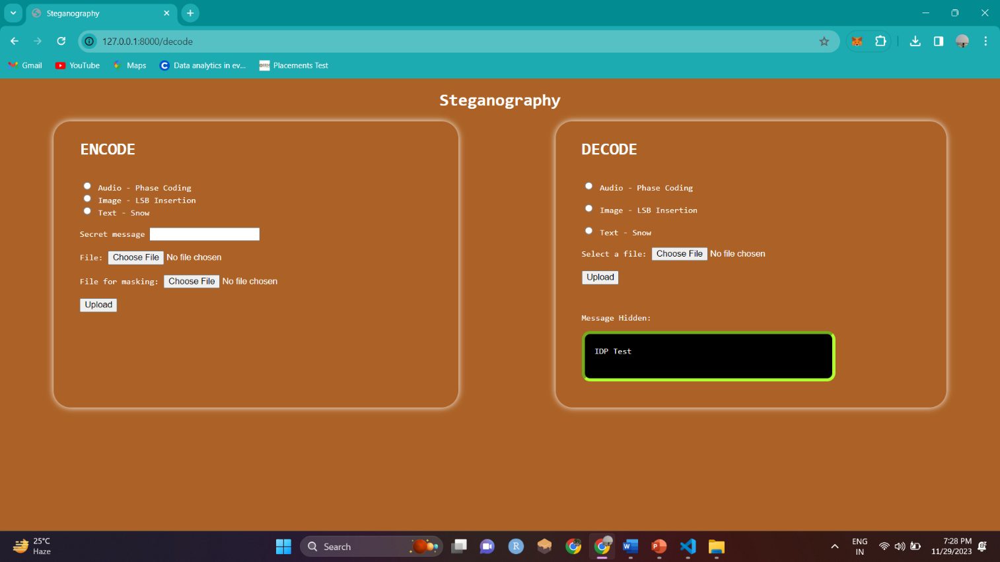 Steganography
127.0.0.1:8000/decode
Gmail
YouTube
Maps
Data analytics in ev...
Placements Test
Steganography
ENCODE
Audio - Phase Coding
Image - LSB Insertion
Text - Snow
Secret message
File: Choose File No file chosen
File for masking: Choose File No file chosen
Upload
DECODE
Audio - Phase Coding
Image - LSB Insertion
Text - Snow
Select a file: Choose File No file chosen
Upload
Message Hidden:
IDP Test
25°C
Haze
Search
ENG
IN
7:28 PM
11/29/2023